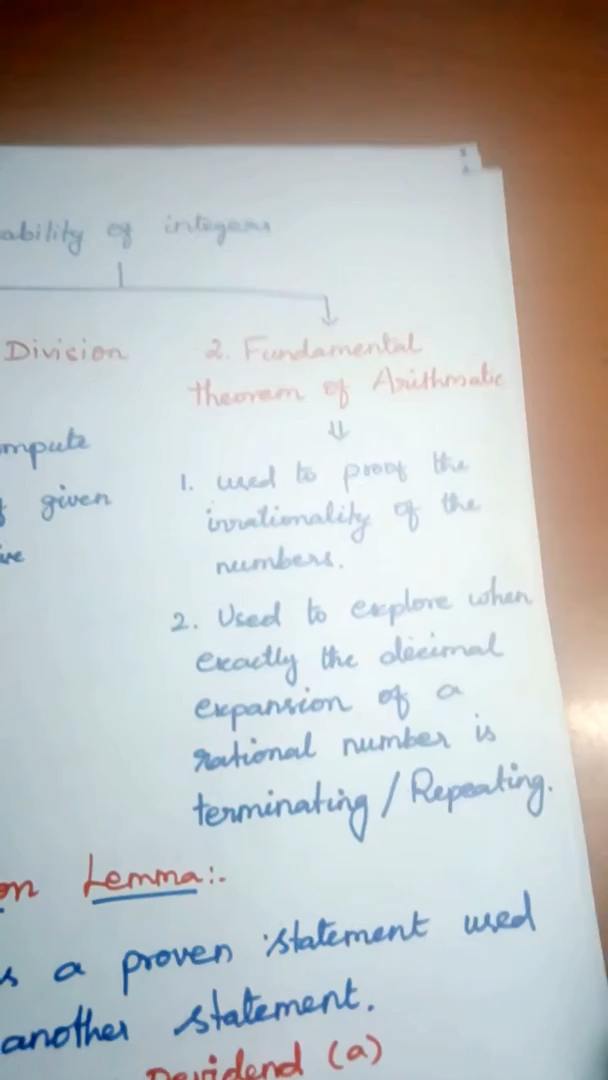 ability of integers
Division
2. Fundamental
theorem of Arithmatic
mpute
given
1. used to proof the
irrationality of the
numbers.
2. Used to explore when
exactly the decimal
expansion of a
rational number is
terminating / Repeating.
on Lemma:-
s a proven statement used
another statement.
Devidend (a)